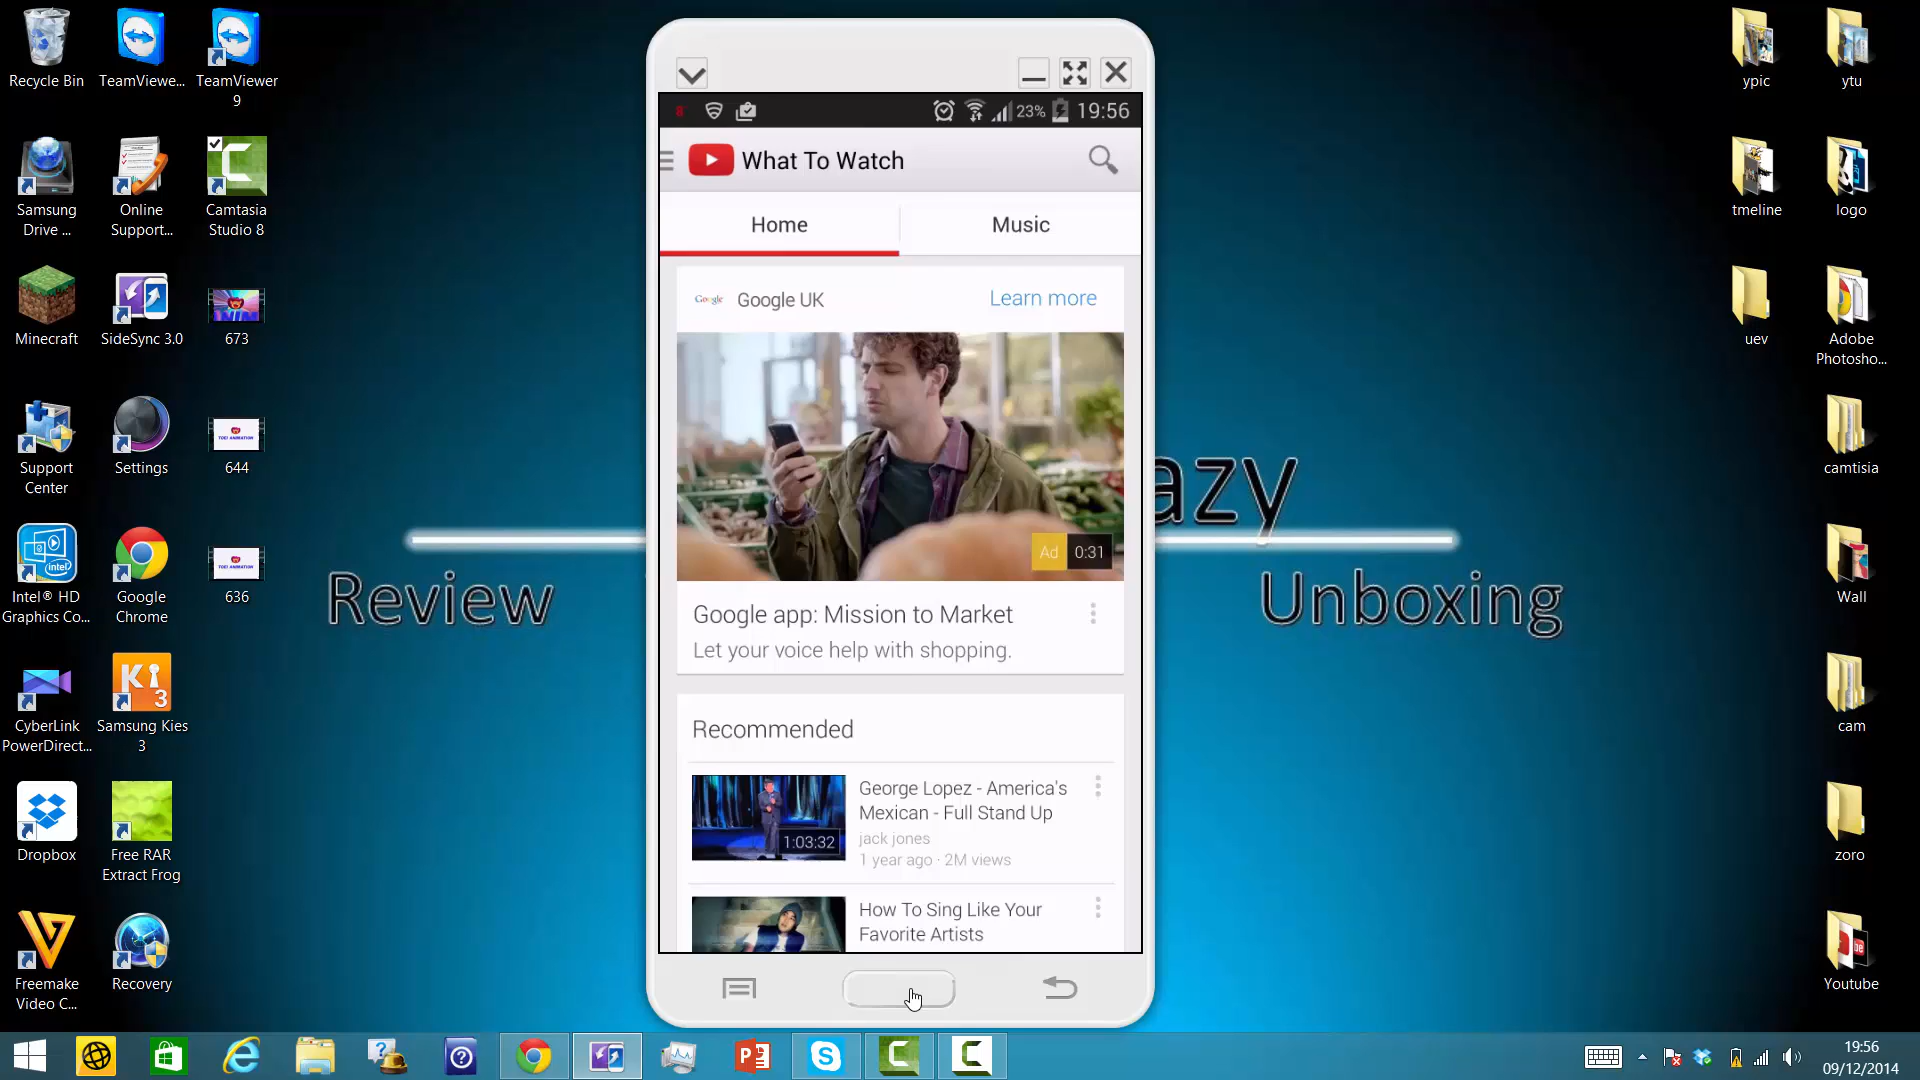 Recycle Bin
TeamViewe...
TeamViewer
9
Samsung
Drive ...
Online
Support...
Camtasia
Studio 8
Minecraft
SideSync 3.0
673
Support
Center
Settings
644
Intel® HD
Graphics Co...
Google
Chrome
636
CyberLink
PowerDirect...
Samsung Kies
3
Dropbox
Free RAR
Extract Frog
Freemake
Video C...
Recovery
23% 19:56
What To Watch
Home
Music
Google
Google UK
Learn more
Ad 0:31
Google app: Mission to Market
Let your voice help with shopping.
Recommended
1:03:32
George Lopez - America's
Mexican - Full Stand Up
jack jones
1 year ago · 2M views
How To Sing Like Your
Favorite Artists
Review
azy
Unboxing
ypic
ytu
tmeline
logo
uev
Adobe
Photosho...
camtisia
Wall
cam
zoro
Youtube
19:56
09/12/2014